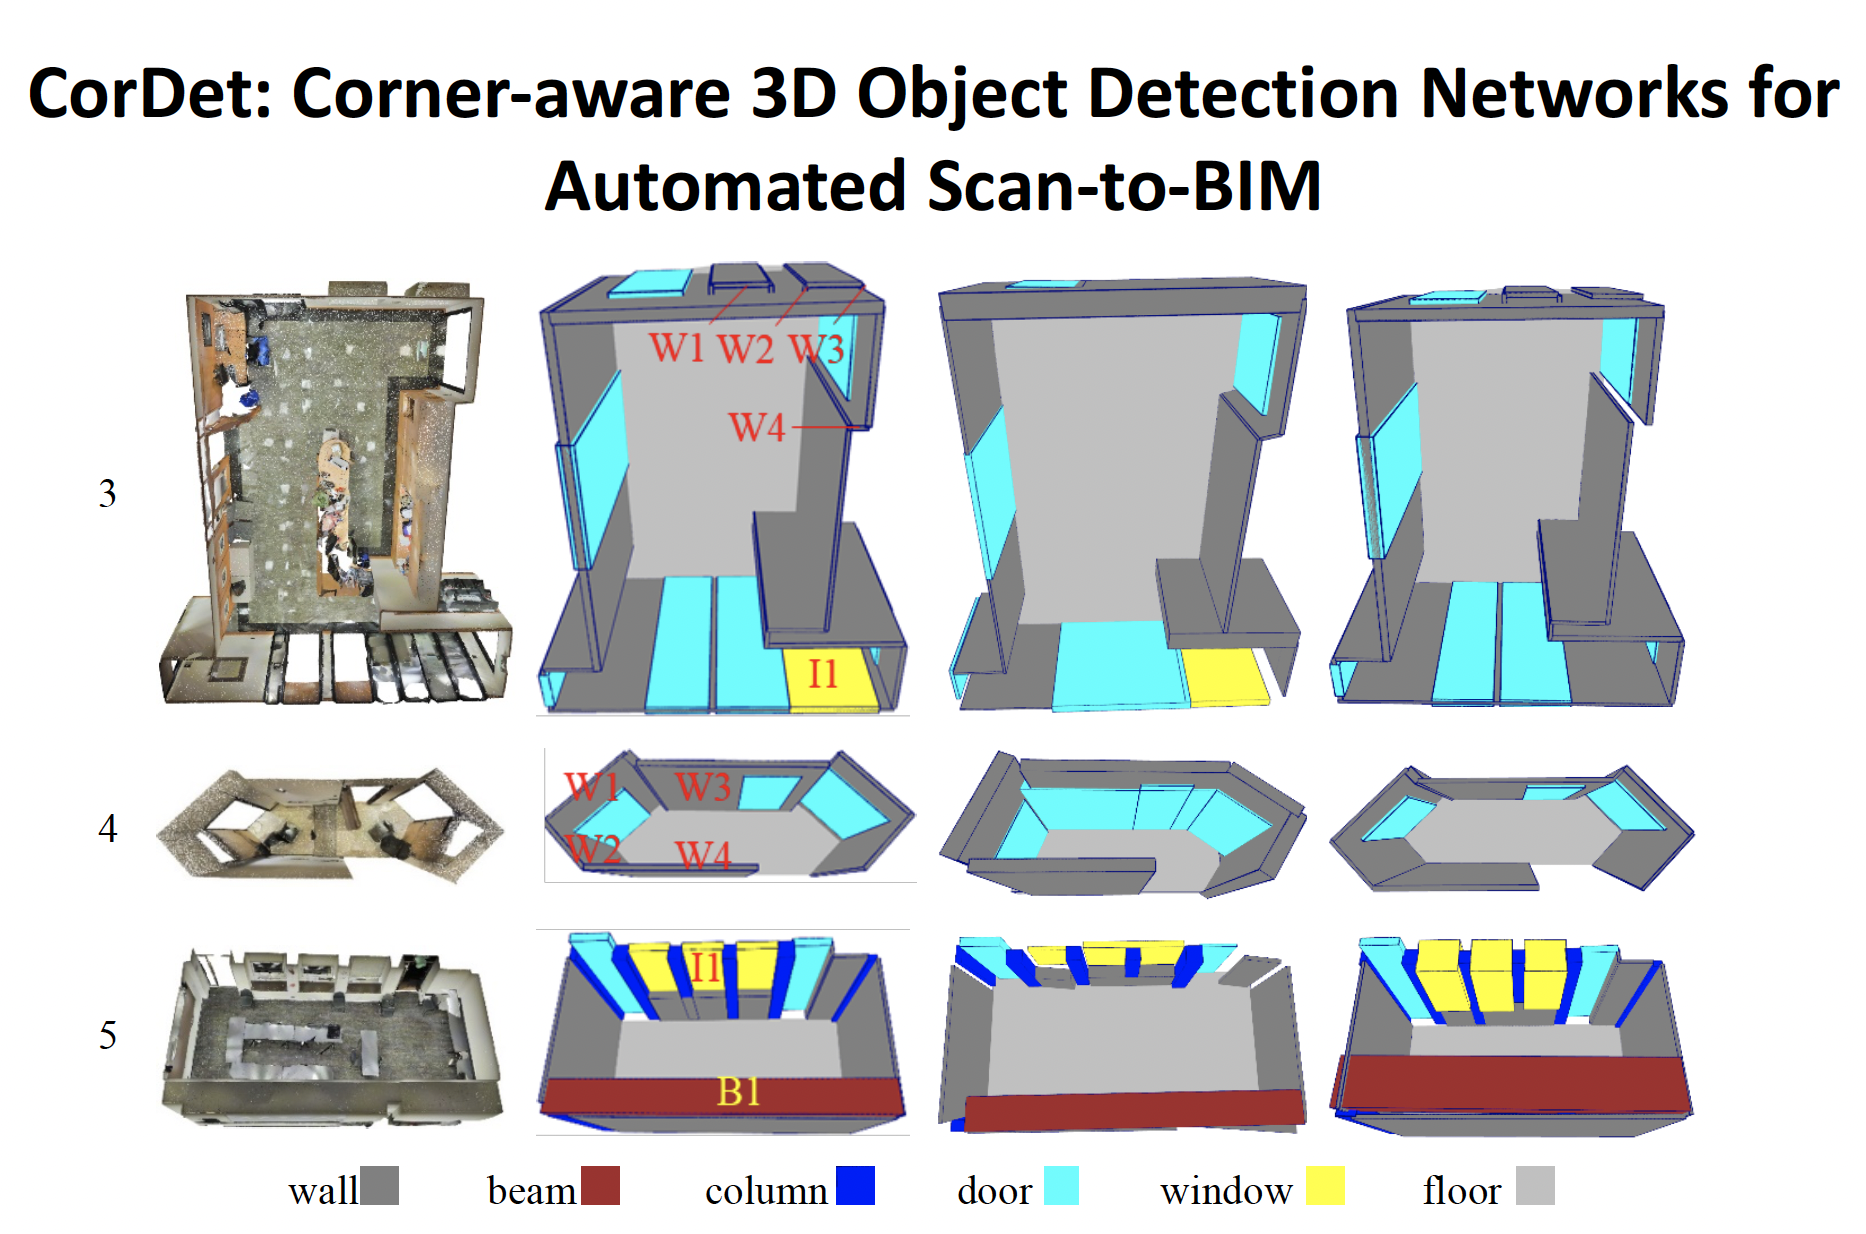 CorDet: Corner-aware 3D Object Detection Networks for
Automated Scan-to-BIM
W1 W2 W3
W4
3
I1
W1 W3
4
W2 W4
I1
5
B1
wall beam column door window floor